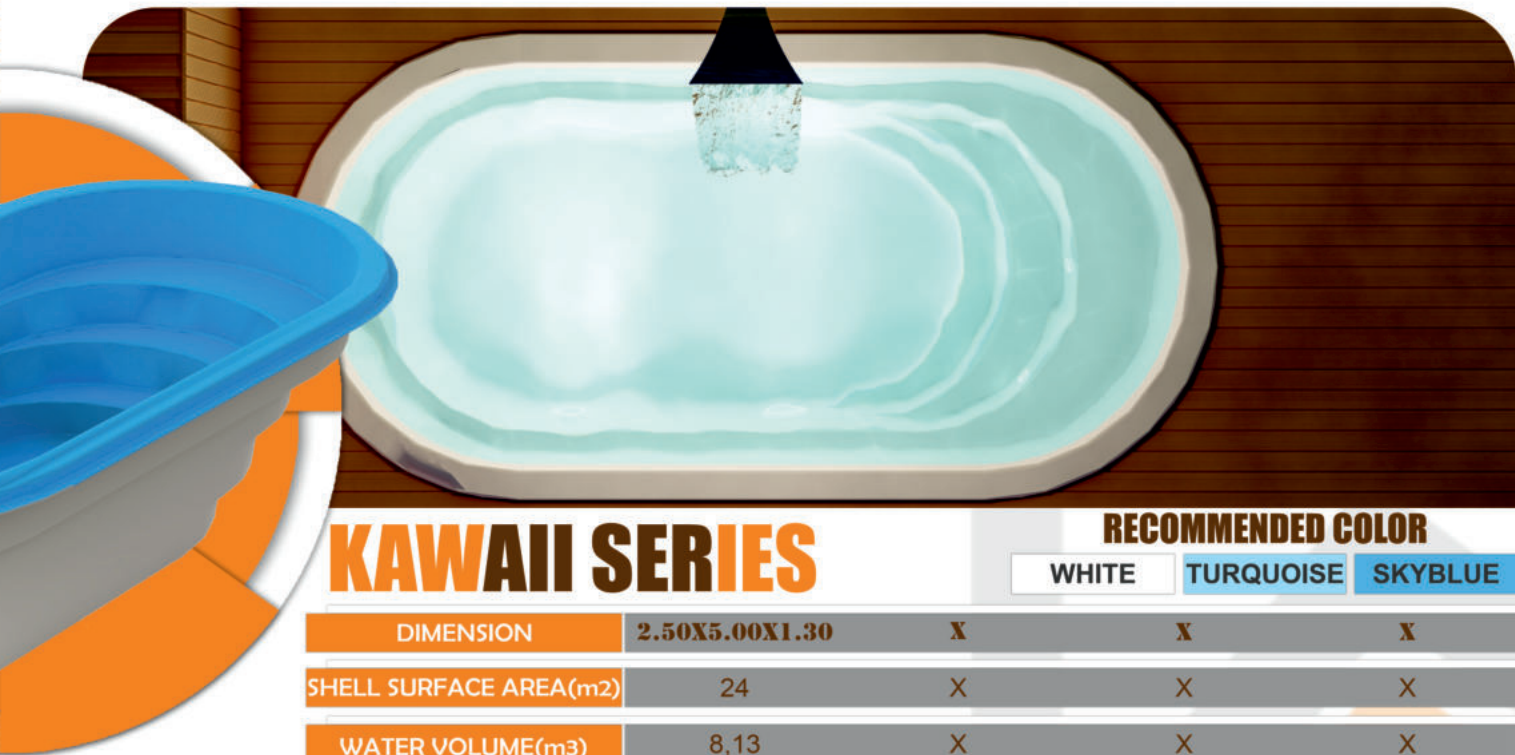 KAWAII SERIES
RECOMMENDED COLOR
WHITE TURQUOISE SKYBLUE
DIMENSION 2.50X5.00X1.30 X X X
SHELL SURFACE AREA(m2) 24 X X X
WATER VOLUME(m3) 8,13 X X X